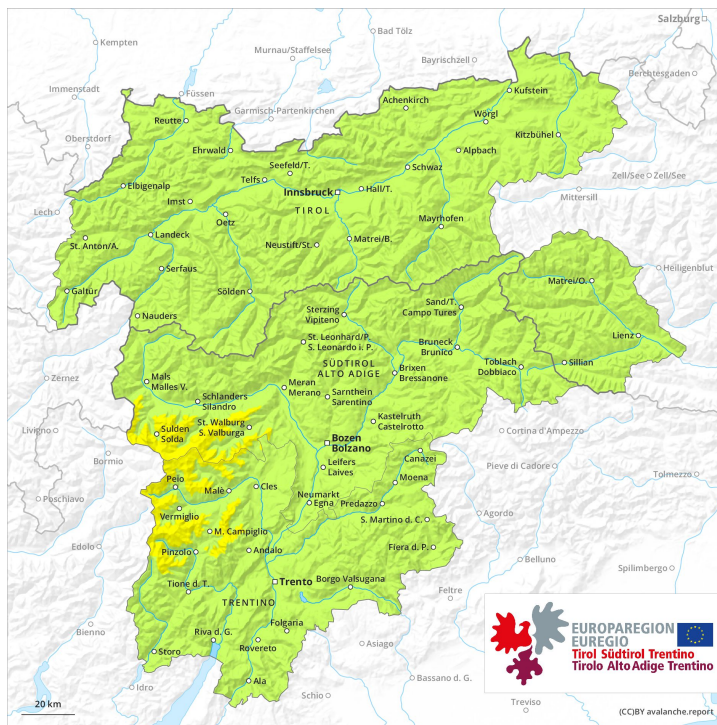 Salzburg
Kempten
Bad Tölz
Murnau/Staffelsee
Bayrischzell
Berchtesgaden
Immenstadt
Füssen
Garmisch-Partenkirchen
Achenkirch
Kufstein
Reutte
Wörgl
Oberstdorf
Ehrwald
Kitzbühel
Alpbach
Seefeld/T.
Schwaz
Zell/See
Zell/See
Telfs
Elbigenalp
Innsbruck
Hall/T.
Mittersill
Imst
TIROL
Lech
Oetz
Mayrhofen
St. Anton/A.
Landeck
Neustift/St.
Matrei/B.
Serfaus
Heiligenblut
Galtür
Sölden
Matrei/O.
Nauders
Sterzing
Vipiteno
Sand/T.
Campo Tures
St. Leonhard/P.
S. Leonardo i. P.
Bruneck
Brunico
Lienz
Zernez
SÜDTIROL
ALTO ADIGE
Toblach
Dobbiaco
Sillian
Mals
Malles V.
Meran
Merano
Brixen
Bressanone
Schlanders
Silandro
Sarnthein
Sarentino
St. Walburg
S. Valburga
Kastelruth
Castelrotto
Livigno
Sulden
Solda
Bozen
Bolzano
Cortina d'Ampezzo
Bormio
Leifers
Laives
Canazei
Pieve di Cadore
Tolmezzo
Peio
Malè
Cles
Moena
Poschiavo
Neumarkt
Egna
Predazzo
Vermiglio
Agordo
M. Campiglio
S. Martino d. C.
Edolo
Pinzolo
Andalo
Fiera d. P.
Belluno
Spilimbergo
Tione d. T.
Trento
Borgo Valsugana
Feltre
TRENTINO
Bienno
Folgaria
Riva d. G.
Rovereto
Asiago
Storo
Bassano d. G.
Idro
Ala
Schio
Treviso
EUROPAREGION
EUREGIO
Tirol Südtirol Trentino
Tirolo Alto Adige Trentino
20 km
(CC)BY avalanche.report